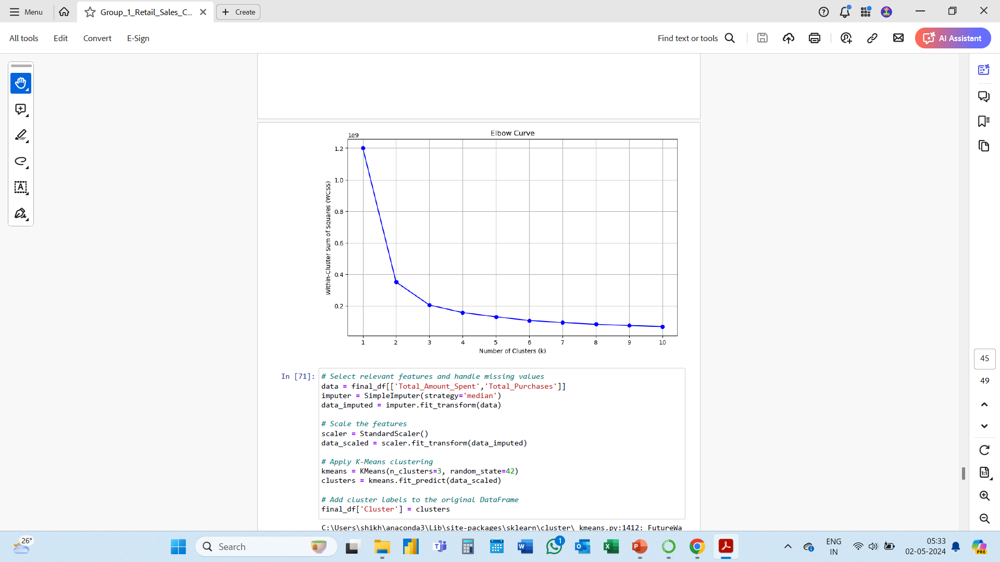 Menu
Group_1_Retail_Sales_C...
Create
All tools
Edit
Convert
E-Sign
Find text or tools
AI Assistant
Elbow Curve
1e9
1.2
1.0
0.8
0.6
0.4
0.2
Within-Cluster Sum of Squares (WCSS)
1 2 3 4 5 6 7 8 9 10
Number of Clusters (k)
In [71]:
# Select relevant features and handle missing values
data = final_df[['Total_Amount_Spent','Total_Purchases']]
imputer = SimpleImputer(strategy='median')
data_imputed = imputer.fit_transform(data)
# Scale the features
scaler = StandardScaler()
data_scaled = scaler.fit_transform(data_imputed)
# Apply K-Means clustering
kmeans = KMeans(n_clusters=3, random_state=42)
clusters = kmeans.fit_predict(data_scaled)
# Add cluster labels to the original DataFrame
final_df['Cluster'] = clusters
C:\Users\shikh\anaconda3\Lib\site-packages\sklearn\cluster\_kmeans.py:1412: FutureWa
45
49
1:1
26°
Search
1
ENG
IN
05:33
02-05-2024
PRE